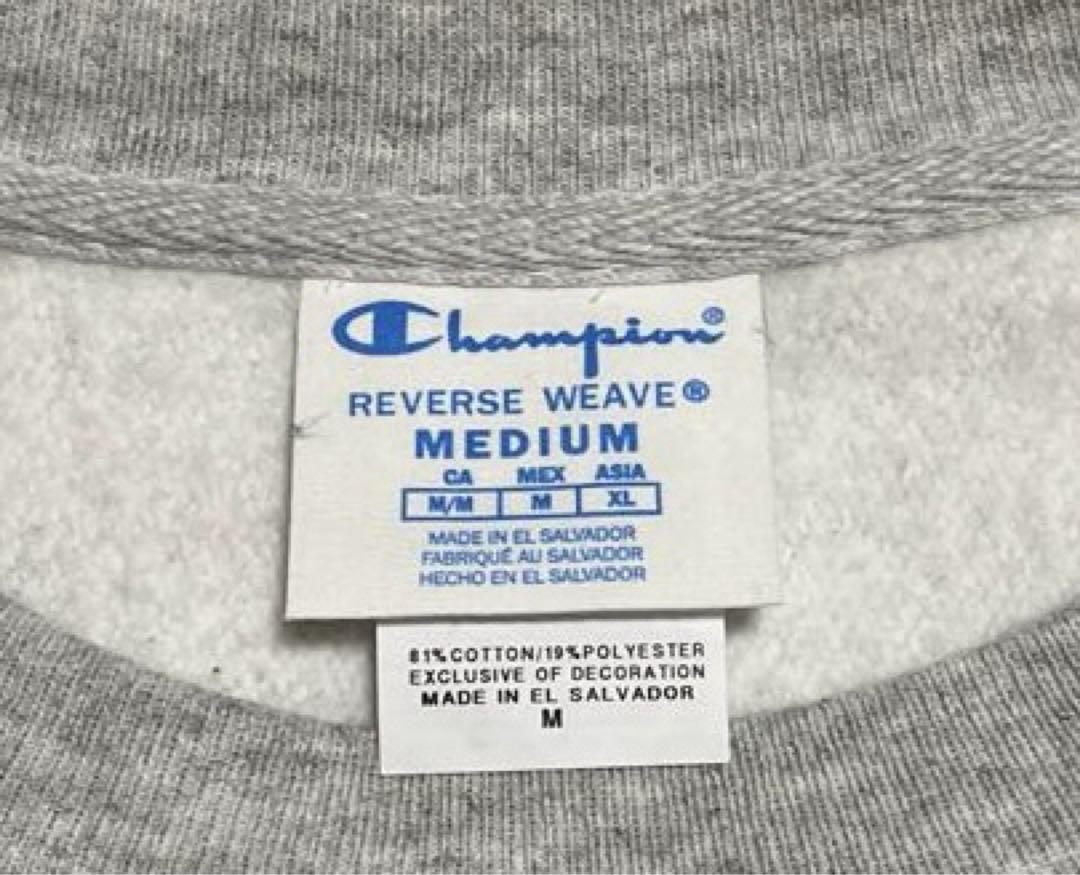 Champion®
REVERSE WEAVE®
MEDIUM
CA MEX ASIA
M/M M XL
MADE IN EL SALVADOR
FABRIQUÉ AU SALVADOR
HECHO EN EL SALVADOR
81%COTTON/19%POLYESTER
EXCLUSIVE OF DECORATION
MADE IN EL SALVADOR
M